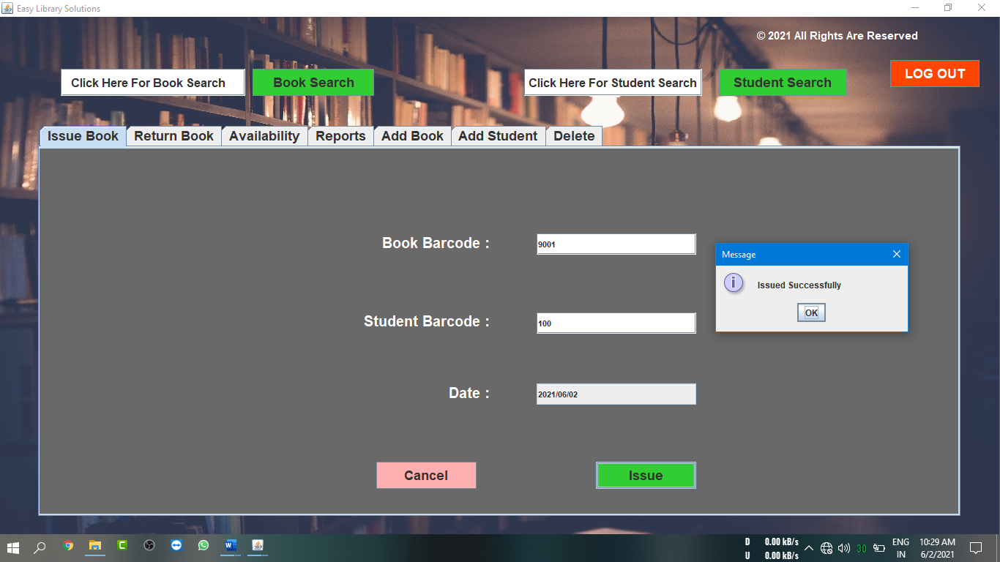 Easy Library Solutions
© 2021 All Rights Are Reserved
Click Here For Book Search
Book Search
Click Here For Student Search
Student Search
LOG OUT
Issue Book
Return Book
Availability
Reports
Add Book
Add Student
Delete
Book Barcode :
9001
Message
Issued Successfully
OK
Student Barcode :
100
Date :
2021/06/02
Cancel
Issue
D 0.00 kB/s
U 0.00 kB/s
30
ENG
IN
10:29 AM
6/2/2021